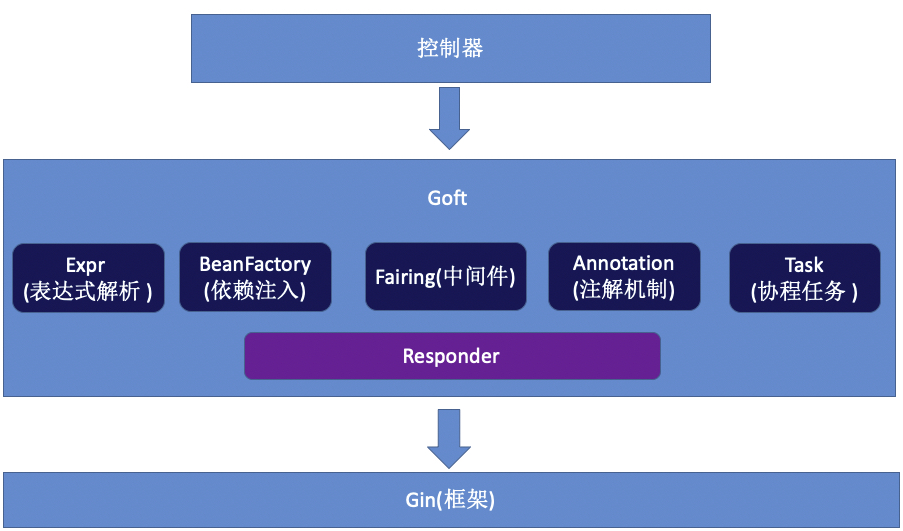 控制器
Goft
Expr
(表达式解析 )
BeanFactory
(依赖注入)
Fairing(中间件)
Annotation
(注解机制)
Task
(协程任务 )
Responder
Gin(框架)